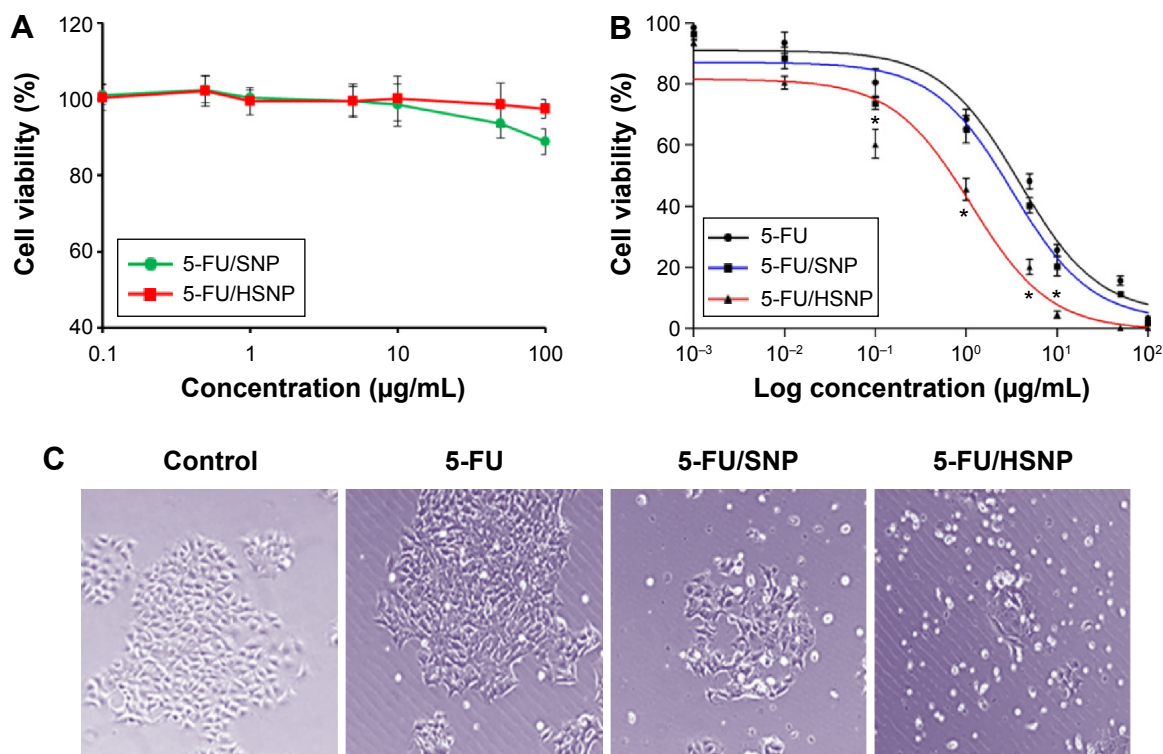 A
Cell viability (%)
120
100
80
60
40
0.1
1
10
100
Concentration (µg/mL)
5-FU/SNP
5-FU/HSNP
B
Cell viability (%)
100
80
60
40
20
0
10⁻³
10⁻²
10⁻¹
10⁰
10¹
10²
Log concentration (µg/mL)
5-FU
5-FU/SNP
5-FU/HSNP
*
*
*
*
C
Control
5-FU
5-FU/SNP
5-FU/HSNP